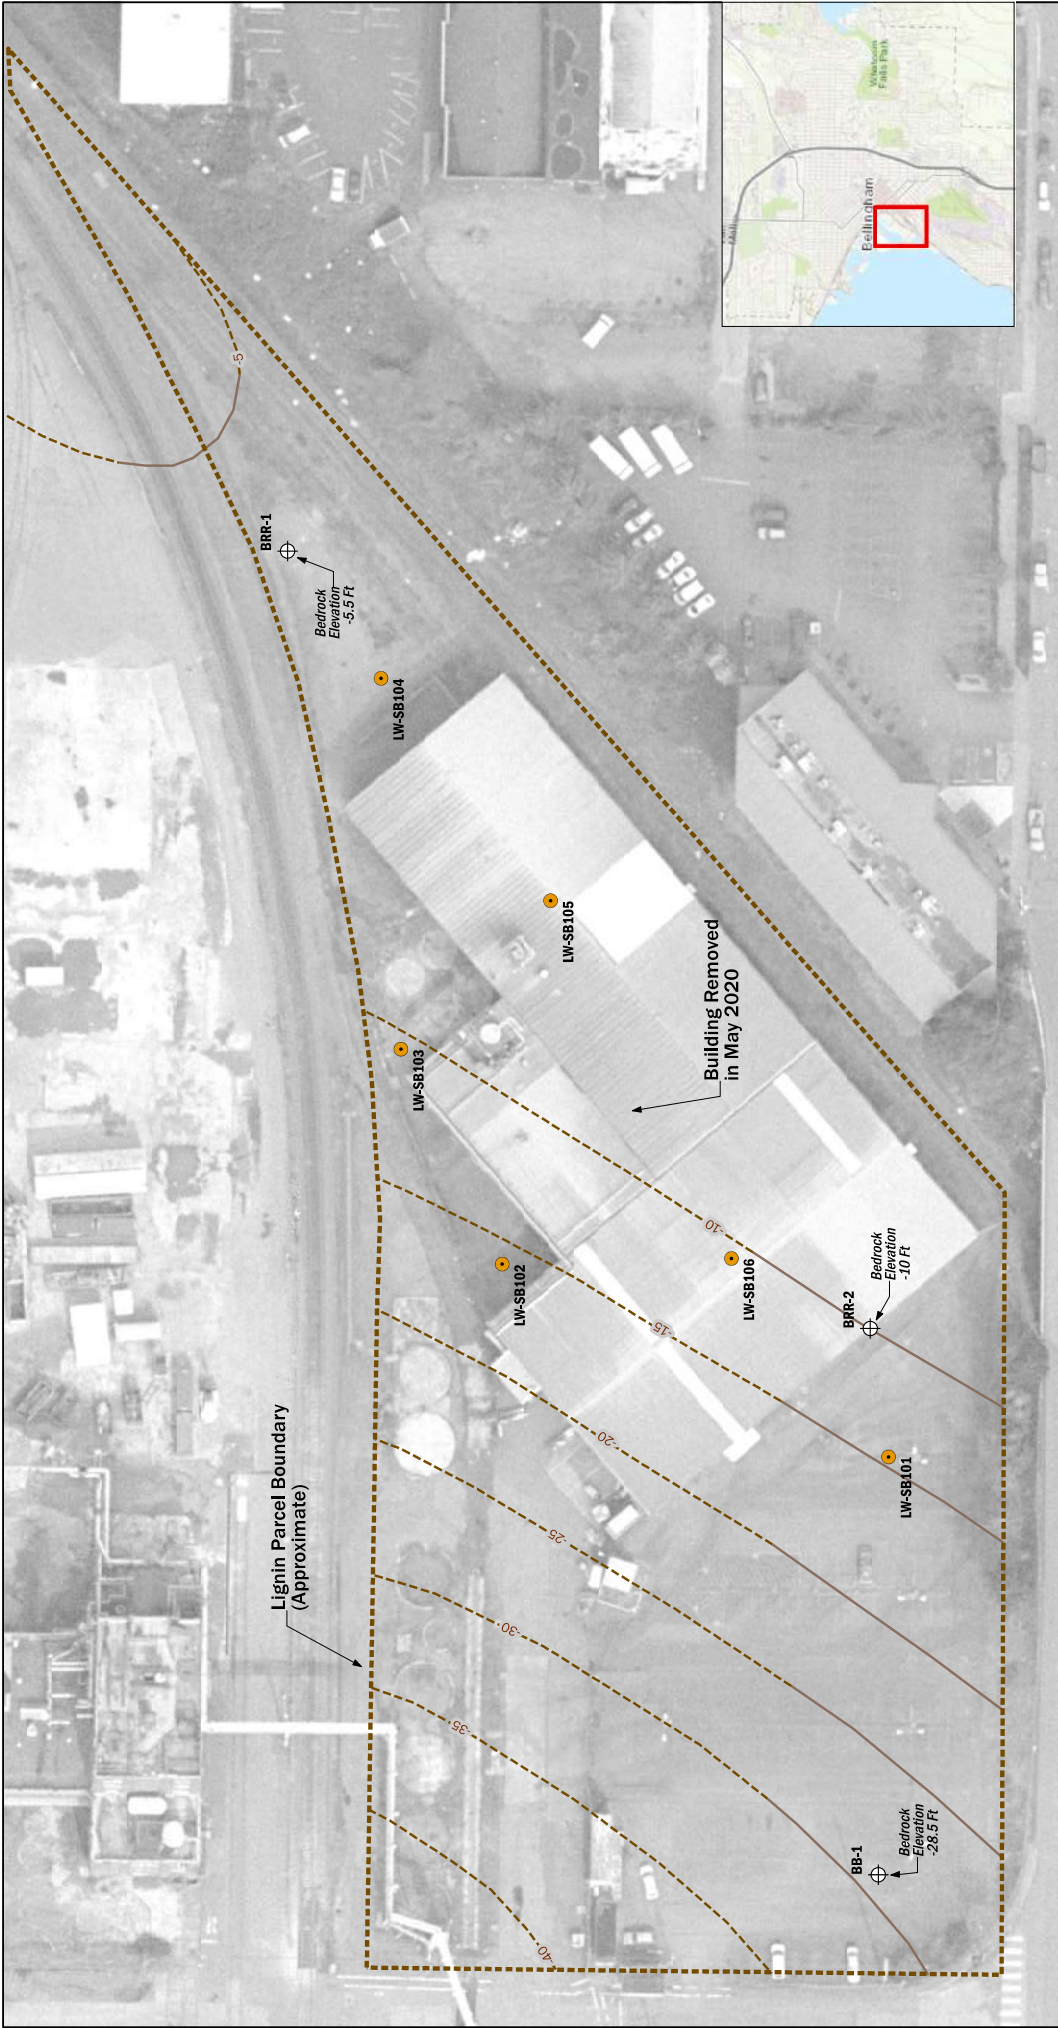 -5
BRR-1
Bedrock
Elevation
-5.5 Ft
LW-SB104
LW-SB105
LW-SB103
Building Removed
in May 2020
-10
LW-SB106
LW-SB102
-15
BRR-2
Bedrock
Elevation
-10 Ft
LW-SB101
-20
-25
-30
-35
-40
Lignin Parcel Boundary
(Approximate)
BB-1
Bedrock
Elevation
-28.5 Ft
Bellingham
Whatcom
Falls Park